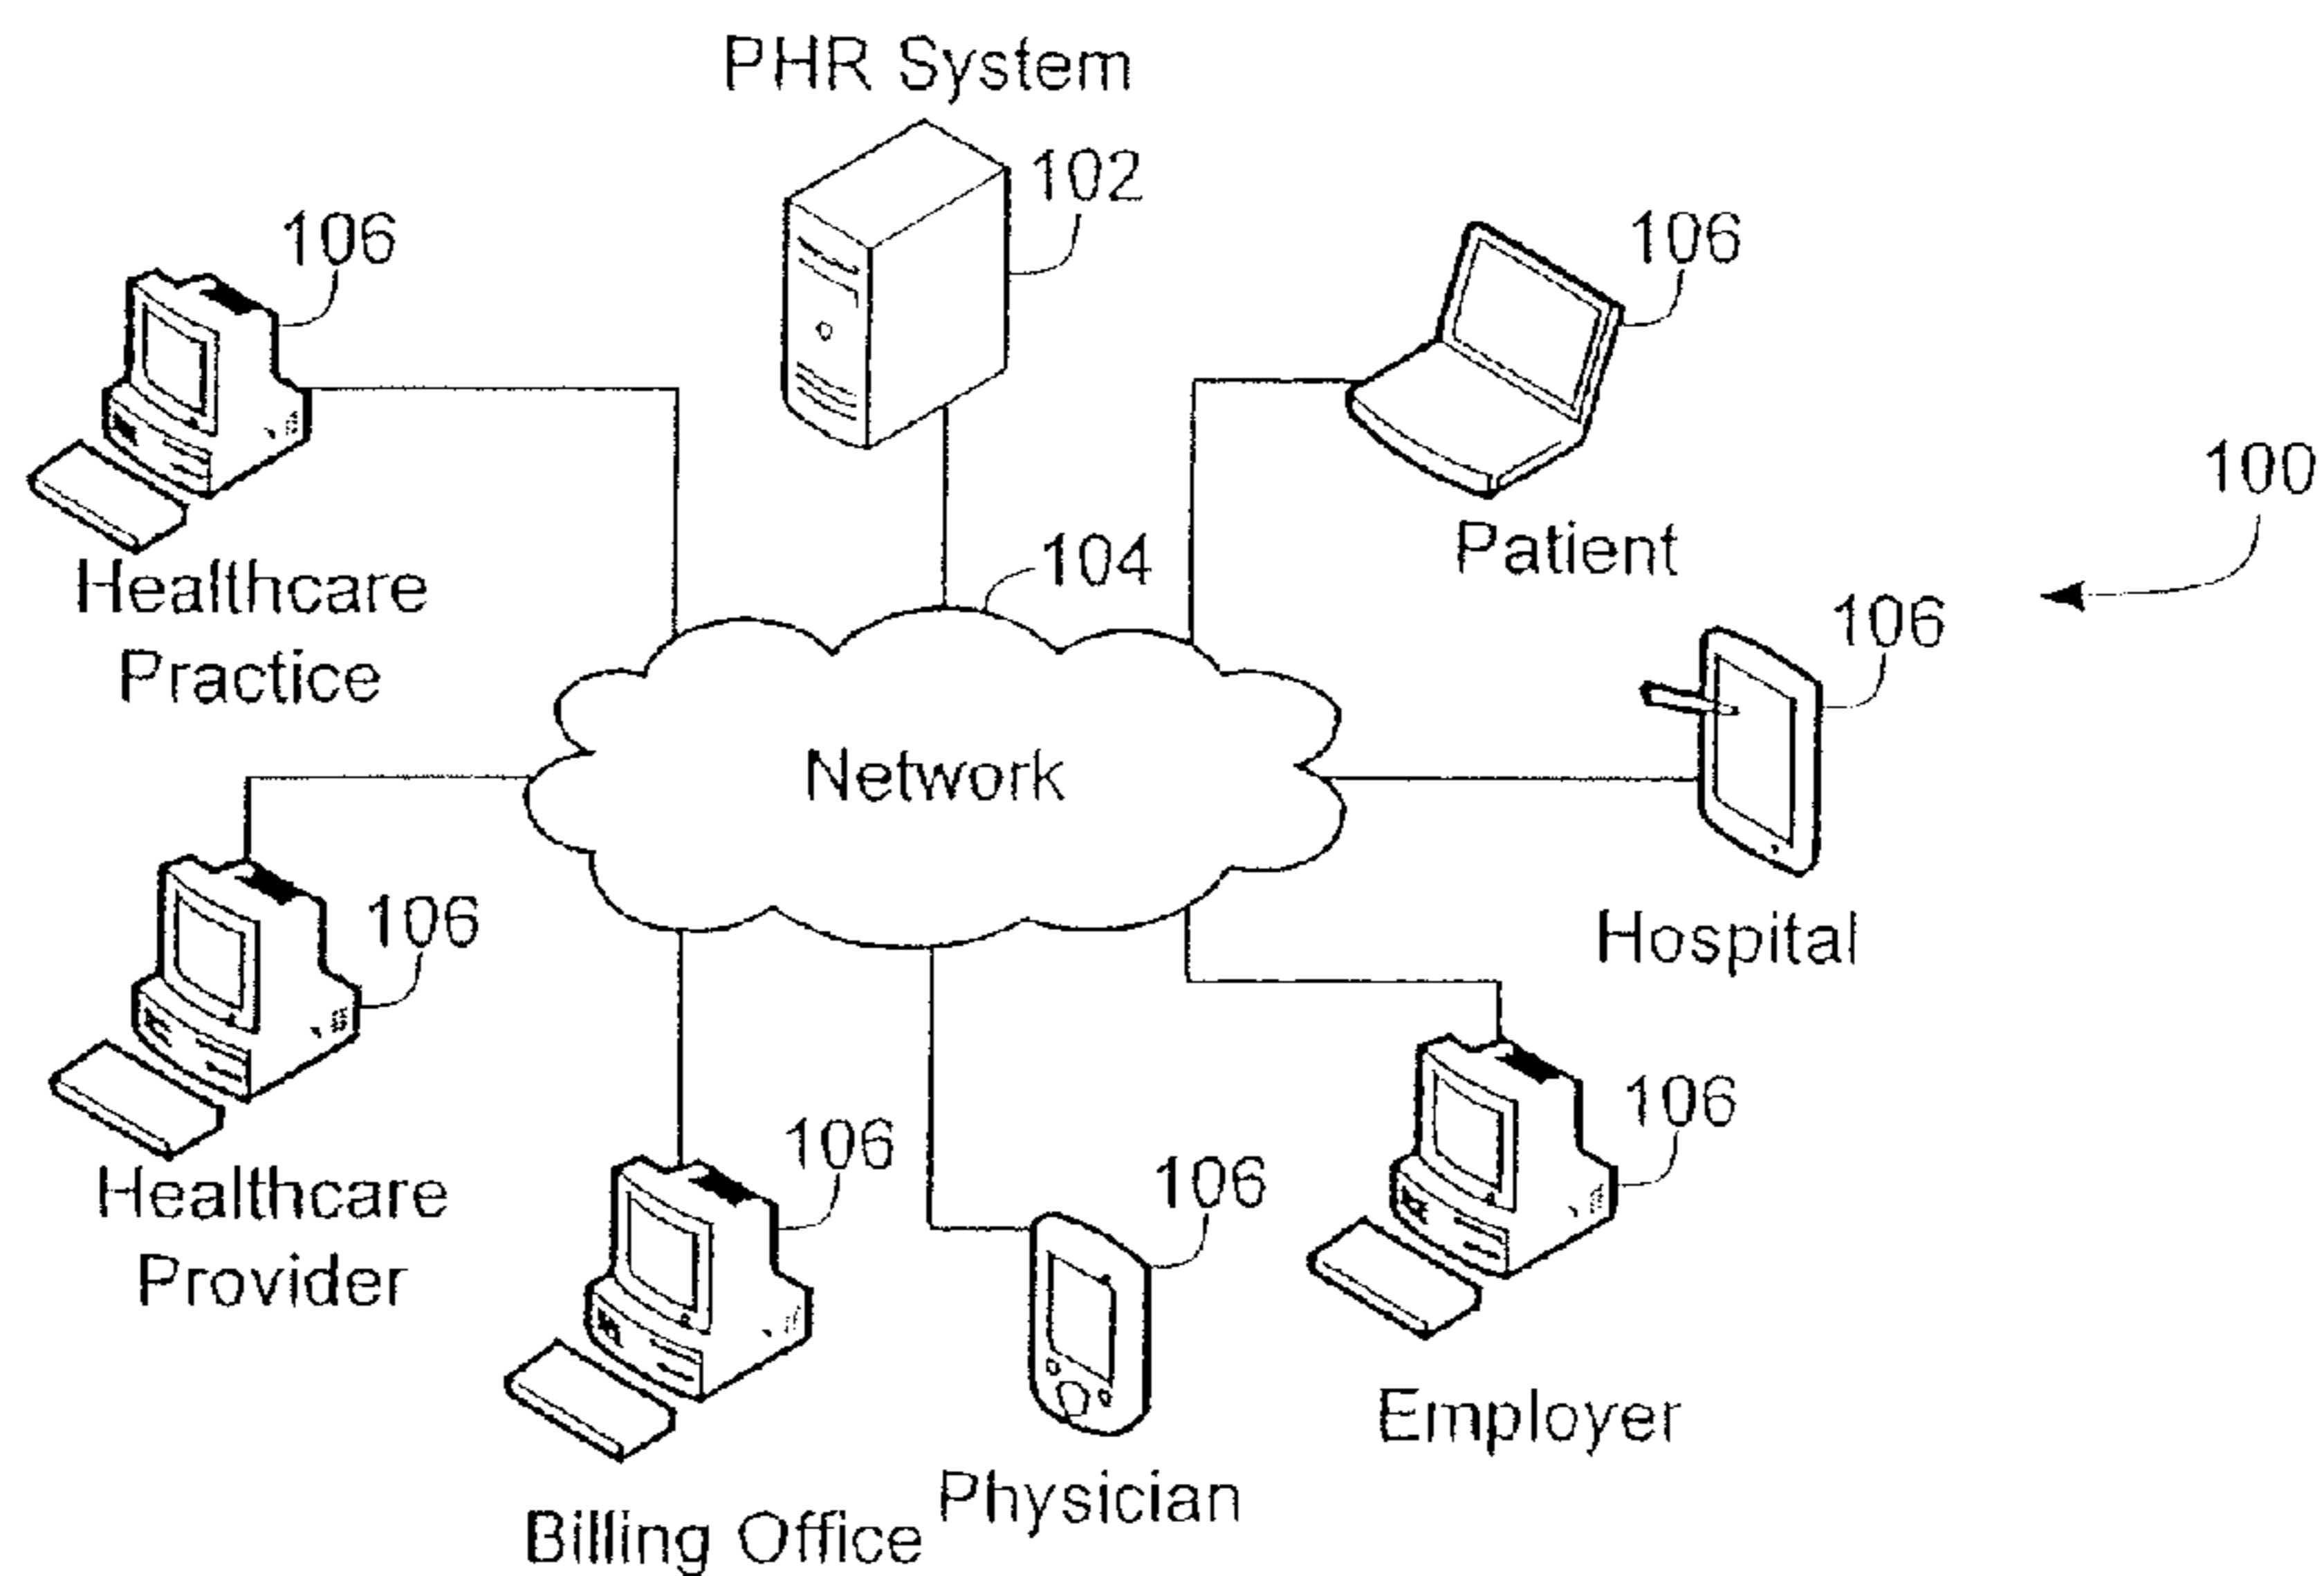 PHR System
102
106
106
100
Healthcare
Practice
104
Patient
106
Network
106
Hospital
Healthcare
Provider
106
106
106
Employer
Physician
Billing Office